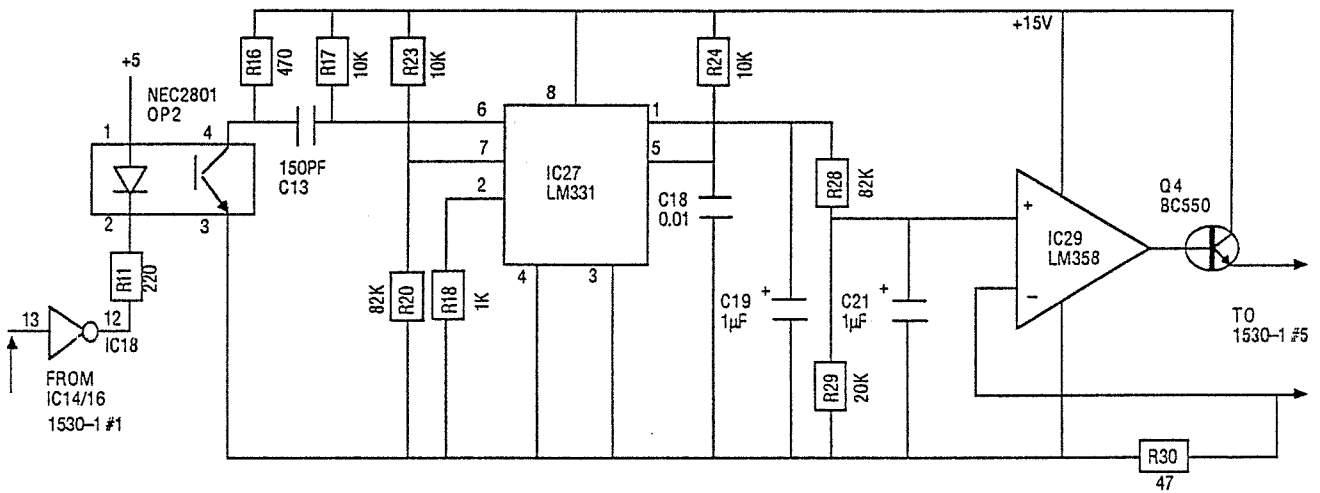 +15V
R16
470
R17
10K
R23
10K
R24
10K
+5
NEC2801
OP2
1
4
2
3
150PF
C13
6
7
2
8
1
5
4
3
IC27
LM331
C18
0.01
R28
82K
Q4
BC550
+
−
IC29
LM358
R11
220
82K
R20
R18
1K
C19
1µF
+
C21
1µF
+
R29
20K
13
12
IC18
FROM
IC14/16
1530–1 #1
TO
1530–1 #5
R30
47